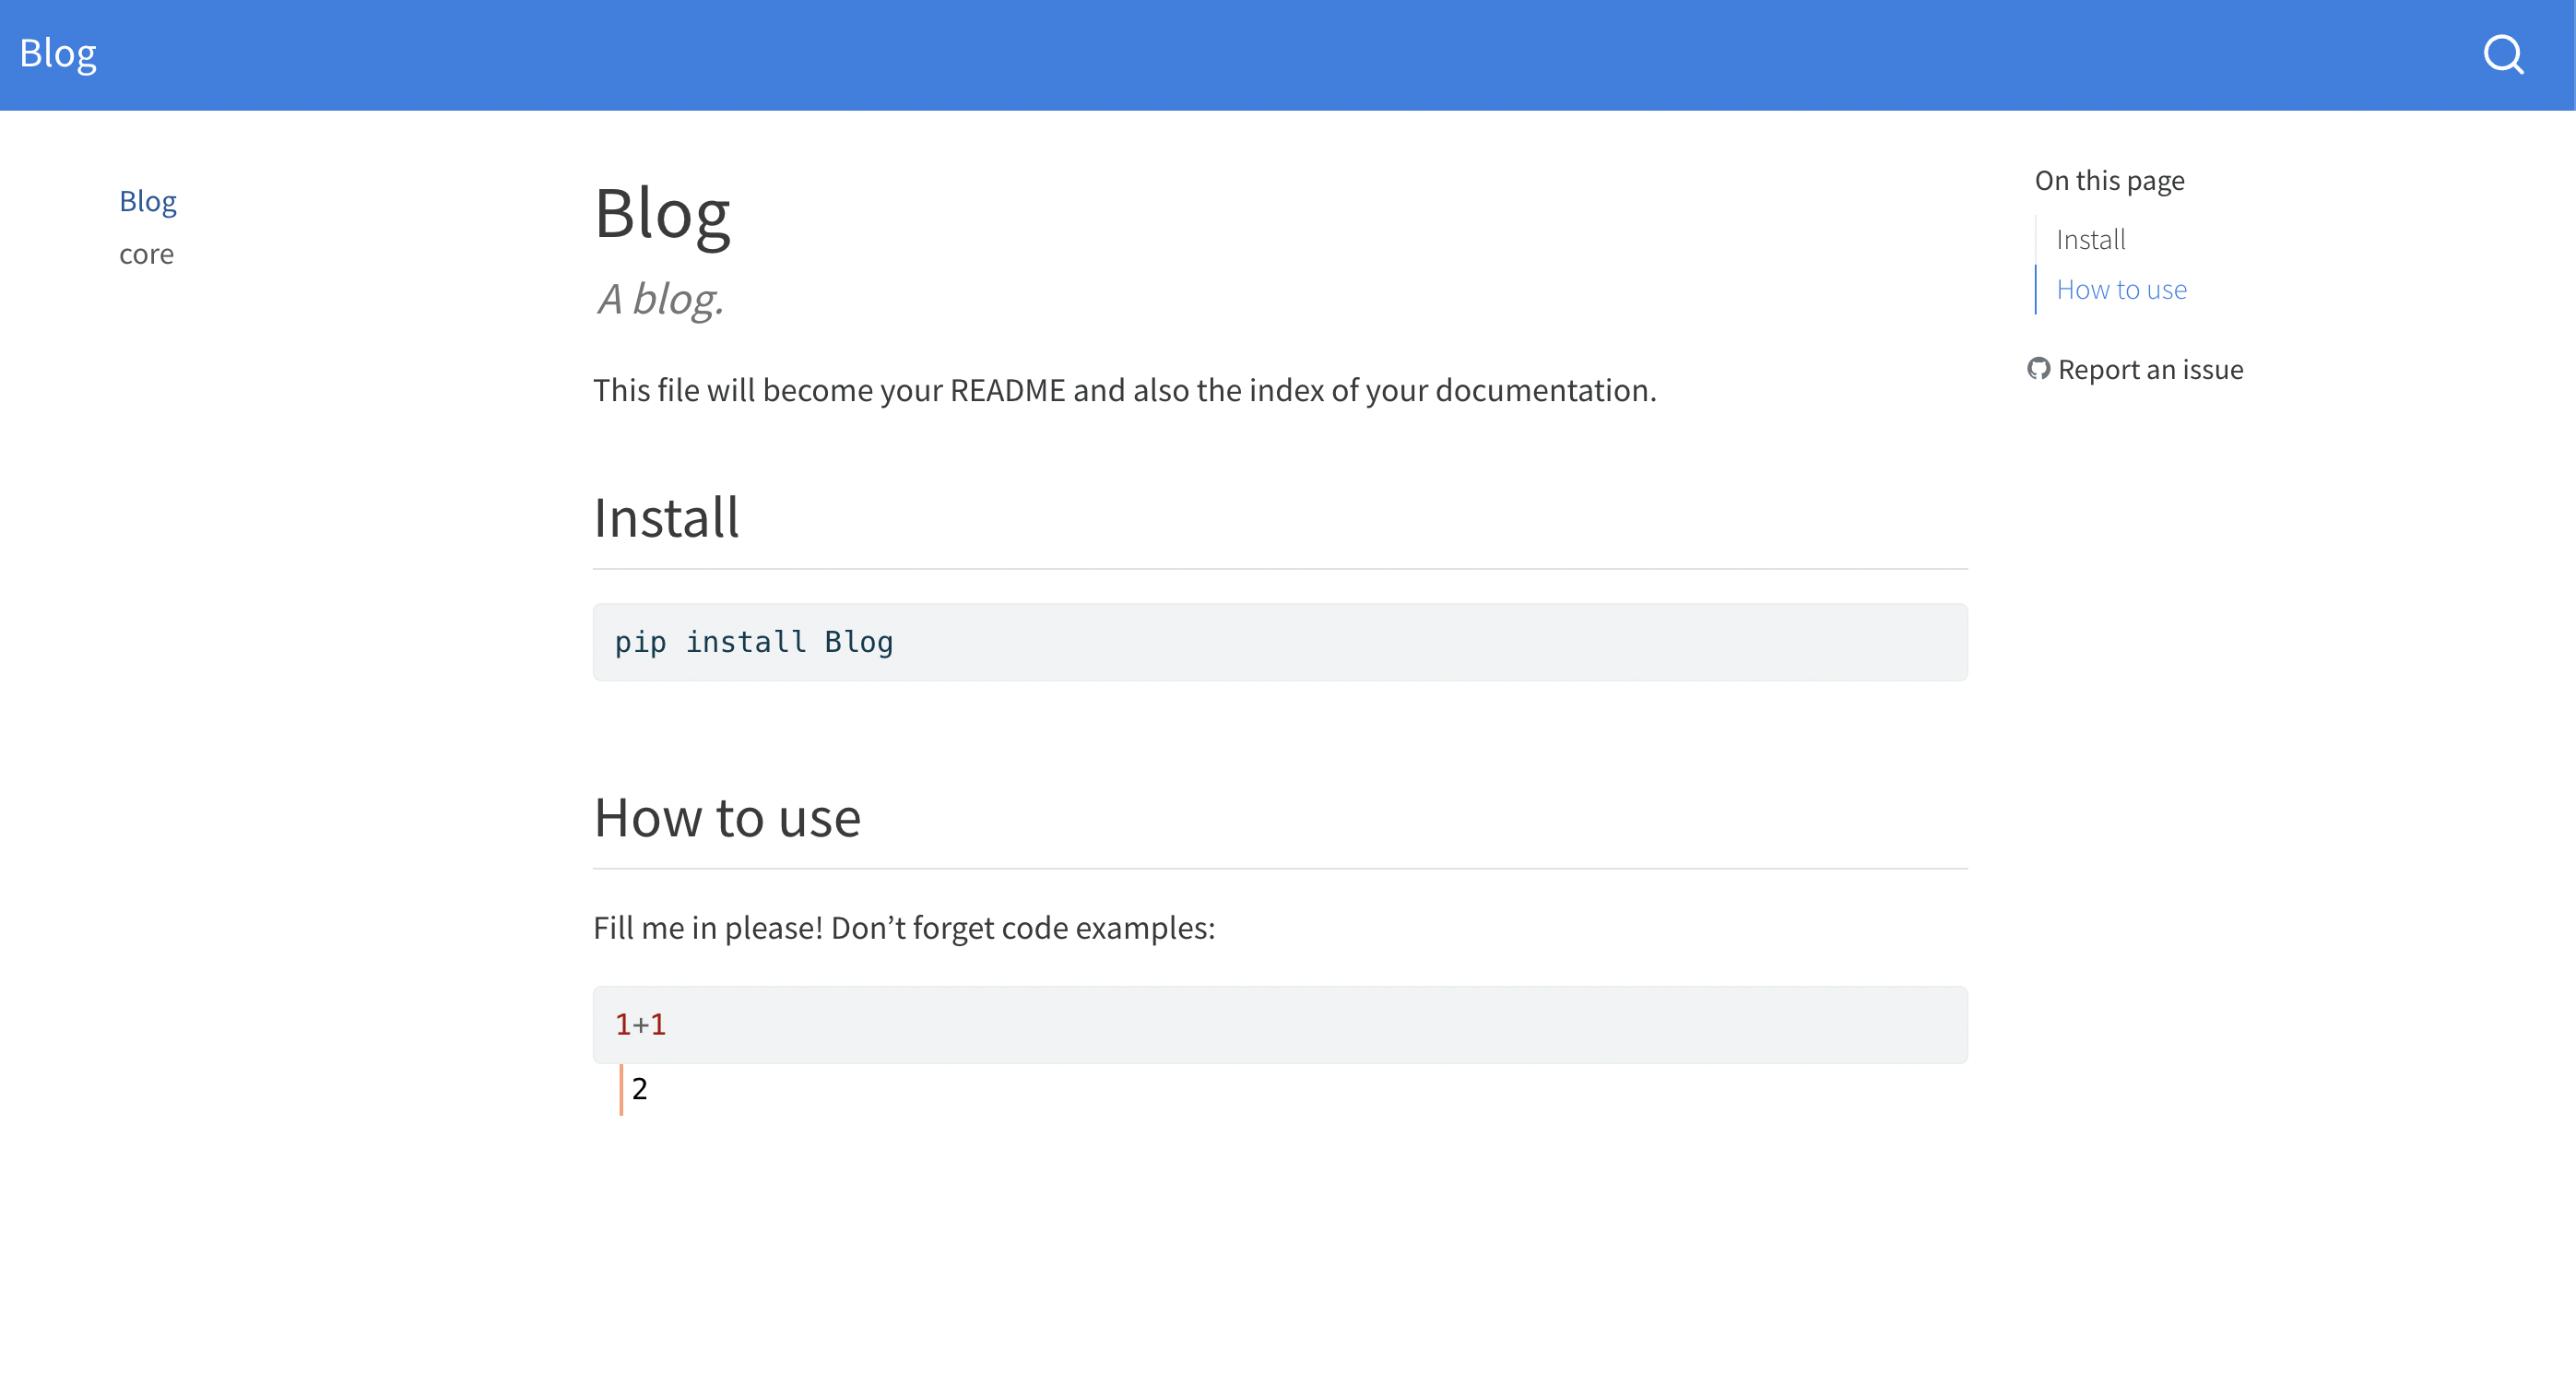 Blog
Blog
core
Blog
A blog.
This file will become your README and also the index of your documentation.
Install
pip install Blog
How to use
Fill me in please! Don’t forget code examples:
1+1
2
On this page
Install
How to use
Report an issue